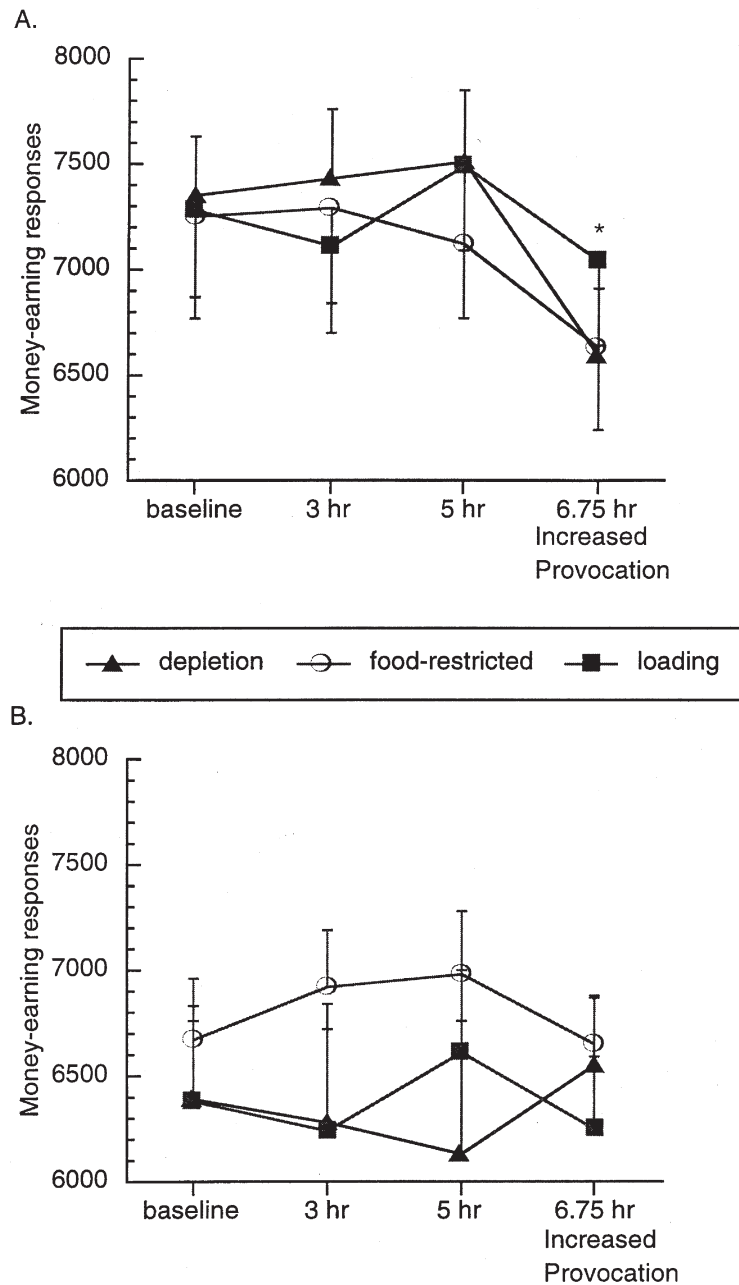 A.
Money-earning responses
8000
7500
7000
6500
6000
*
baseline 3 hr 5 hr 6.75 hr
Increased
Provocation
depletion food-restricted loading
B.
Money-earning responses
8000
7500
7000
6500
6000
baseline 3 hr 5 hr 6.75 hr
Increased
Provocation